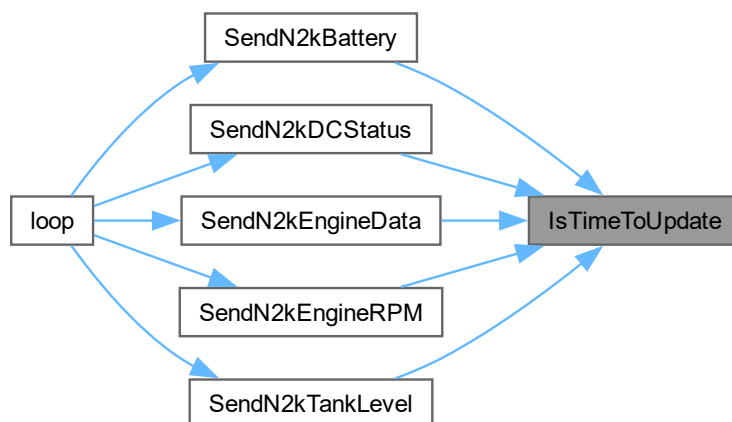 SendN2kBattery
SendN2kDCStatus
loop
SendN2kEngineData
IsTimeToUpdate
SendN2kEngineRPM
SendN2kTankLevel